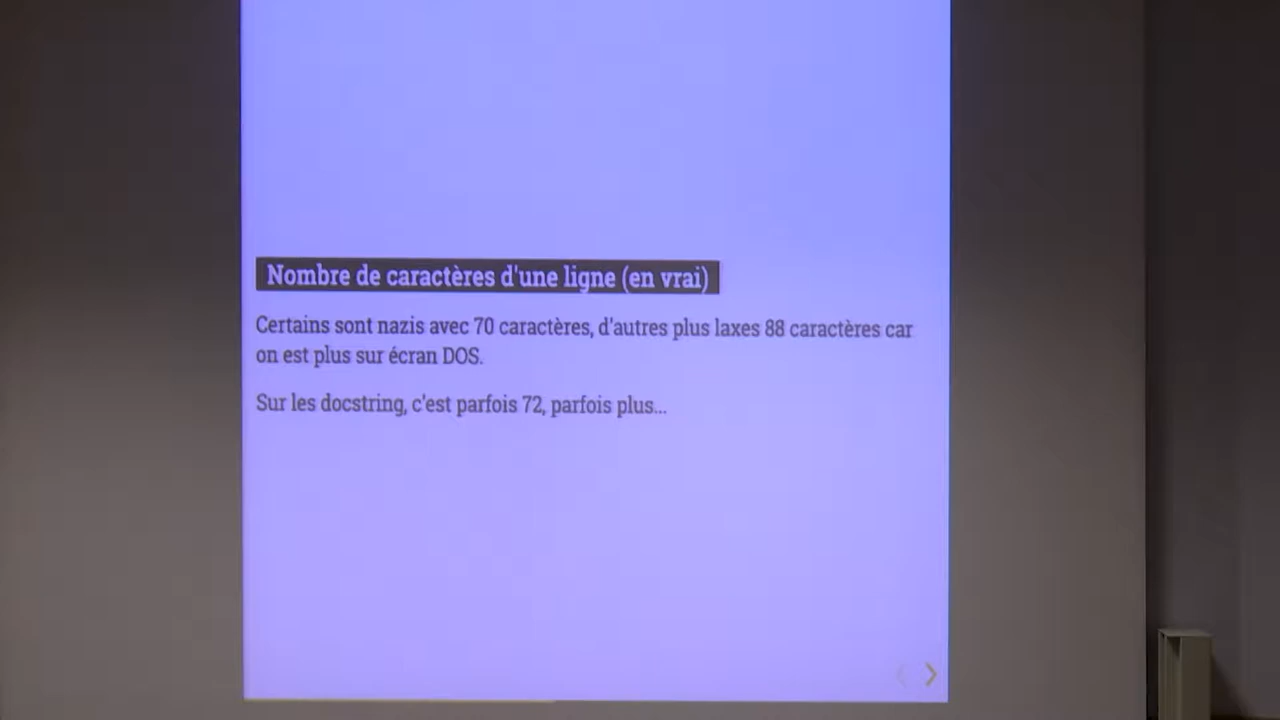 Nombre de caractères d'une ligne (en vrai)
Certains sont nazis avec 70 caractères, d'autres plus laxes 88 caractères car
on est plus sur écran DOS.
Sur les docstring, c'est parfois 72, parfois plus...